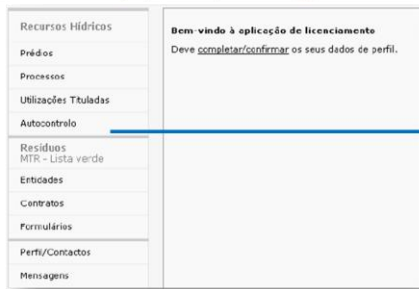 Recursos Hídricos
Prédios
Processos
Utilizações Tituladas
Autocontrolo
Resíduos
MTR - Lista verde
Entidades
Contratos
Formulários
Perfil/Contactos
Mensagens
Bem-vindo à aplicação de licenciamento
Deve completar/confirmar os seus dados de perfil.